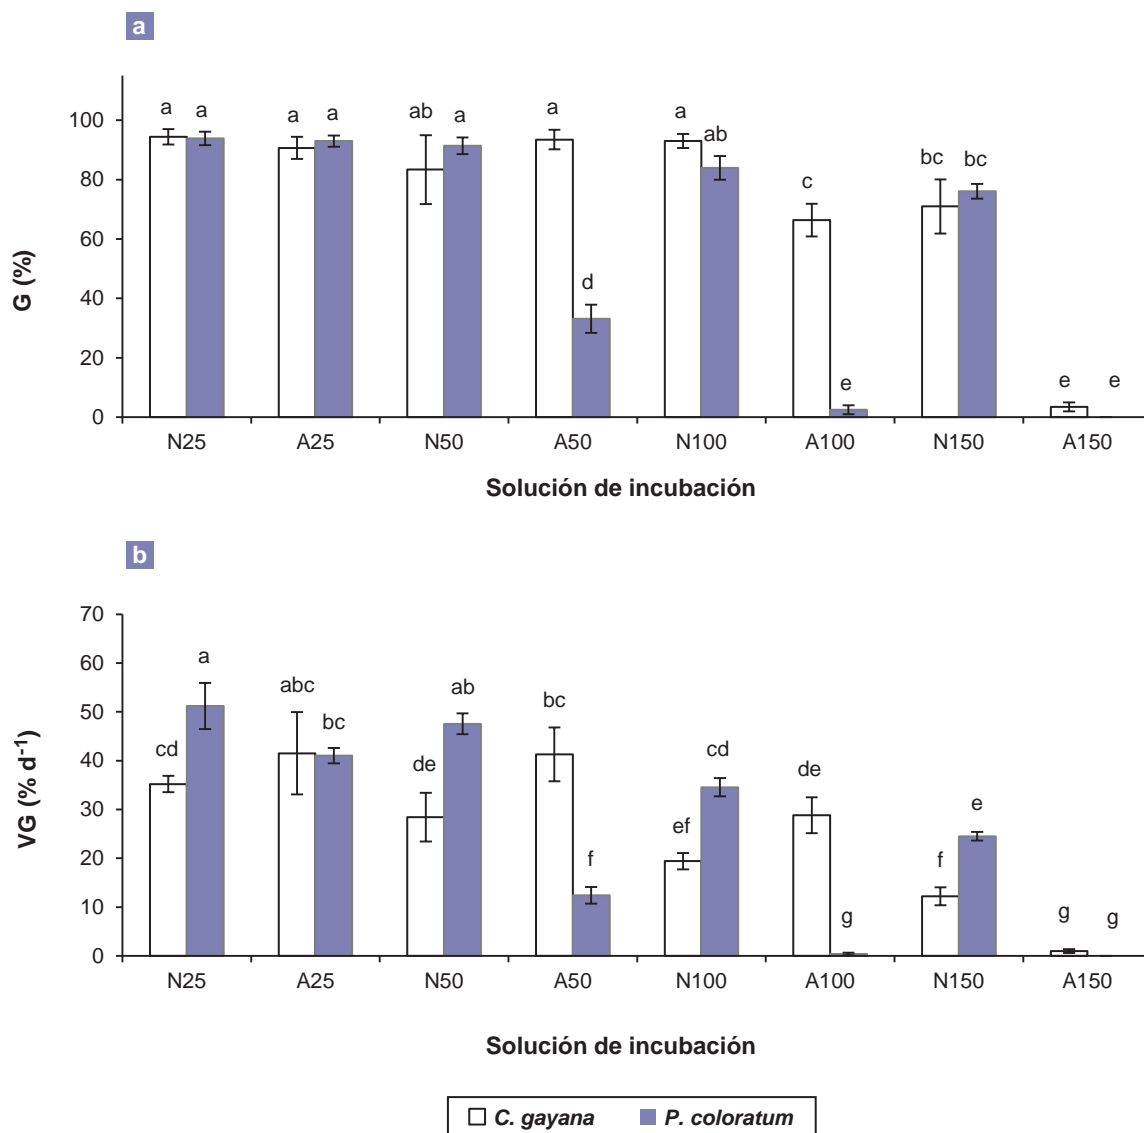 a
G (%)
100
80
60
40
20
0
a a a a ab a a d a ab c e bc bc e e
N25 A25 N50 A50 N100 A100 N150 A150
Solución de incubación
b
VG (% d-1)
70
60
50
40
30
20
10
0
cd a abc bc de ab bc f ef cd de g f e g g
N25 A25 N50 A50 N100 A100 N150 A150
Solución de incubación
C. gayana P. coloratum